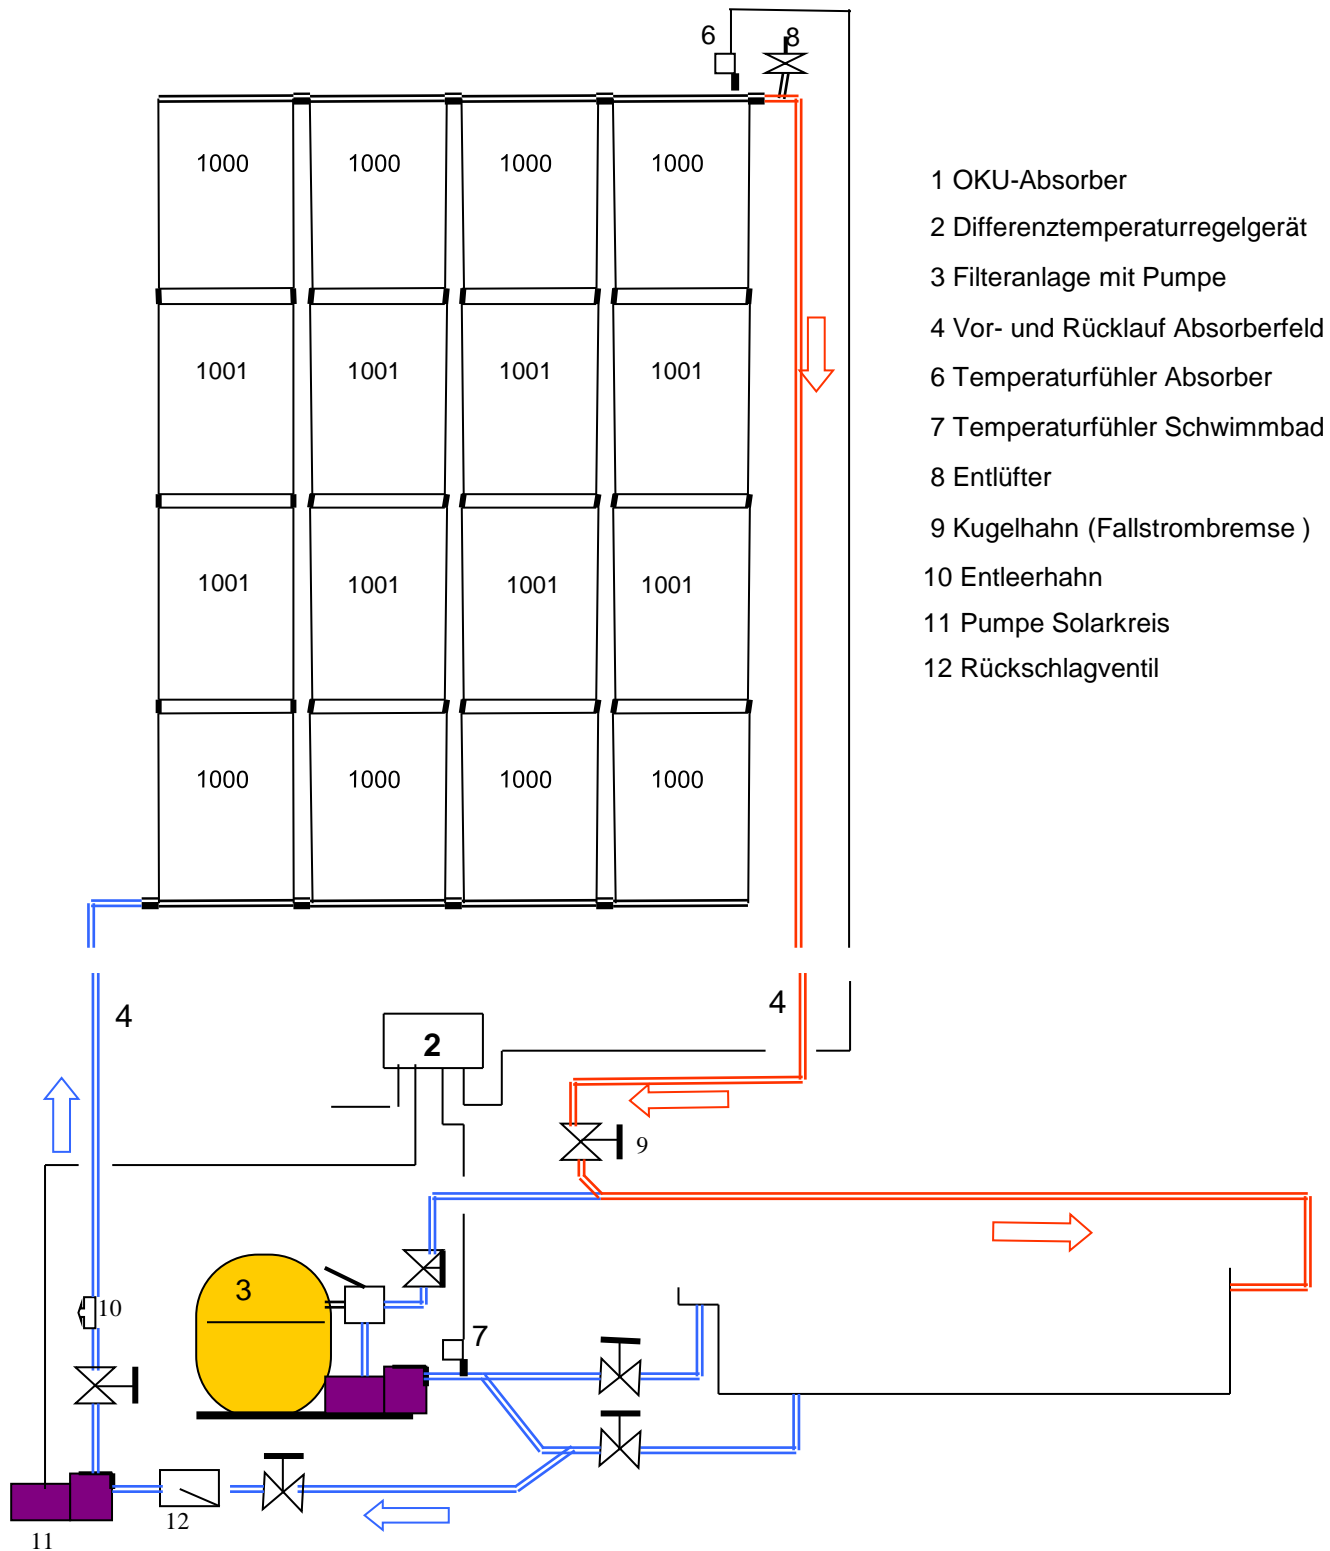 6 8
1000 1000 1000 1000
1 OKU-Absorber
2 Differenztemperaturregelgerät
3 Filteranlage mit Pumpe
4 Vor- und Rücklauf Absorberfeld
1001 1001 1001 1001
6 Temperaturfühler Absorber
7 Temperaturfühler Schwimmbad
8 Entlüfter
9 Kugelhahn (Fallstrombremse )
1001 1001 1001 1001
10 Entleerhahn
11 Pumpe Solarkreis
12 Rückschlagventil
1000 1000 1000 1000
4 4
2
9
3
10
7
12
11